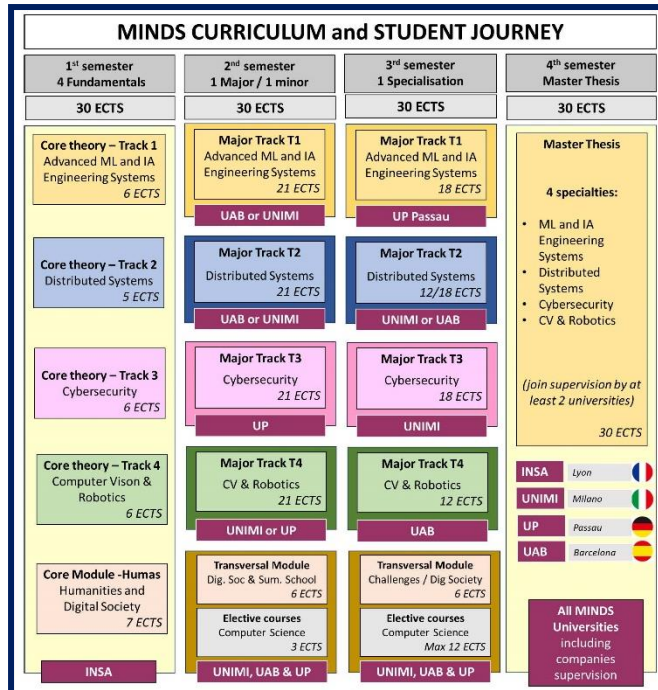 MINDS CURRICULUM and STUDENT JOURNEY
1st semester
4 Fundamentals
30 ECTS
Core theory – Track 1
Advanced ML and IA
Engineering Systems
6 ECTS
Core theory – Track 2
Distributed Systems
5 ECTS
Core theory – Track 3
Cybersecurity
6 ECTS
Core theory – Track 4
Computer Vison &
Robotics
6 ECTS
Core Module -Humas
Humanities and
Digital Society
7 ECTS
INSA
2nd semester
1 Major / 1 minor
30 ECTS
Major Track T1
Advanced ML and IA
Engineering Systems
21 ECTS
UAB or UNIMI
Major Track T2
Distributed Systems
21 ECTS
UAB or UNIMI
Major Track T3
Cybersecurity
21 ECTS
UP
Major Track T4
CV & Robotics
21 ECTS
UNIMI or UP
Transversal Module
Dig. Soc & Sum. School
6 ECTS
Elective courses
Computer Science
3 ECTS
UNIMI, UAB & UP
3rd semester
1 Specialisation
30 ECTS
Major Track T1
Advanced ML and IA
Engineering Systems
18 ECTS
UP Passau
Major Track T2
Distributed Systems
12/18 ECTS
UNIMI or UAB
Major Track T3
Cybersecurity
18 ECTS
UNIMI
Major Track T4
CV & Robotics
12 ECTS
UAB
Transversal Module
Challenges / Dig Society
6 ECTS
Elective courses
Computer Science
Max 12 ECTS
UNIMI, UAB & UP
4th semester
Master Thesis
30 ECTS
Master Thesis
4 specialties:
• ML and IA
Engineering
Systems
• Distributed
Systems
• Cybersecurity
• CV & Robotics
(join supervision by at
least 2 universities)
30 ECTS
INSA Lyon
UNIMI Milano
UP Passau
UAB Barcelona
All MINDS
Universities
including
companies
supervision